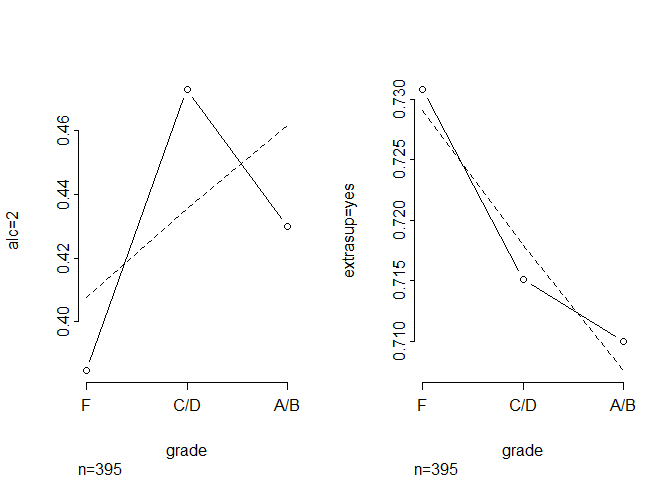 alc=2
0.46
0.44
0.42
0.40
F C/D A/B
grade
n=395
extrasup=yes
0.730
0.725
0.720
0.715
0.710
F C/D A/B
grade
n=395